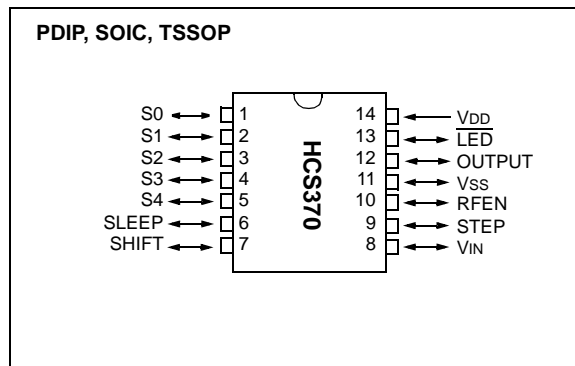 PDIP, SOIC, TSSOP
S0 1 14 VDD
S1 2 13 LED
S2 3 12 OUTPUT
S3 4 11 VSS
S4 5 10 RFEN
SLEEP 6 9 STEP
SHIFT 7 8 VIN
HCS370